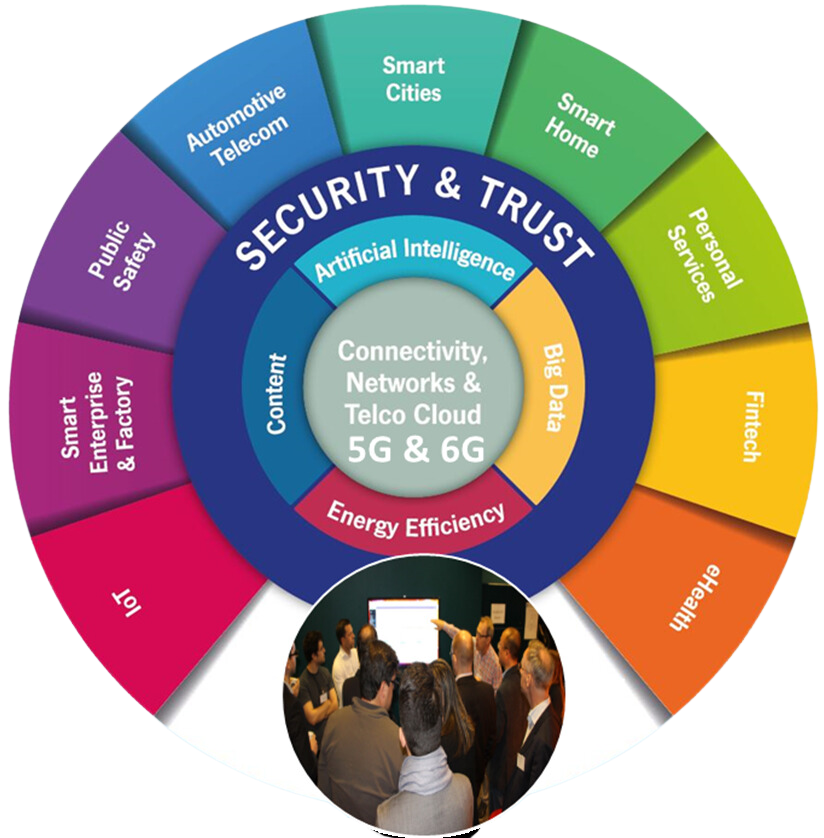 Smart
Cities
Smart
Home
Personal
Services
Fintech
eHealth
IoT
Smart
Enterprise
& Factory
Public
Safety
Automotive
Telecom
SECURITY & TRUST
Artificial Intelligence
Big Data
Energy Efficiency
Content
Connectivity,
Networks &
Telco Cloud
5G & 6G